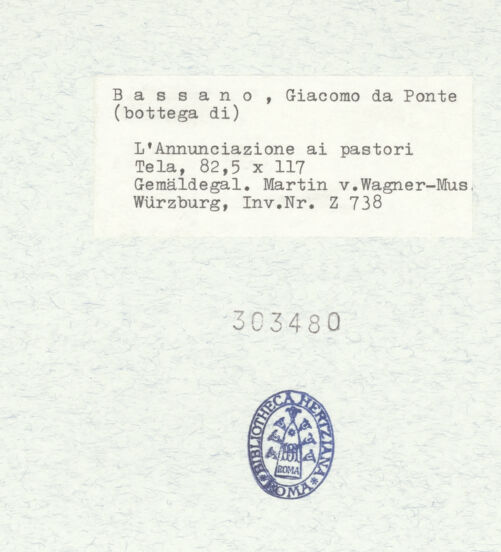 B a s s a n o , Giacomo da Ponte
(bottega di)
L'Annunciazione ai pastori
Tela, 82,5 x 117
Gemäldegal. Martin v.Wagner-Mus.
Würzburg, Inv.Nr. Z 738
303480
BIBLIOTHECA HERTZIANA
ROMA
ROMA